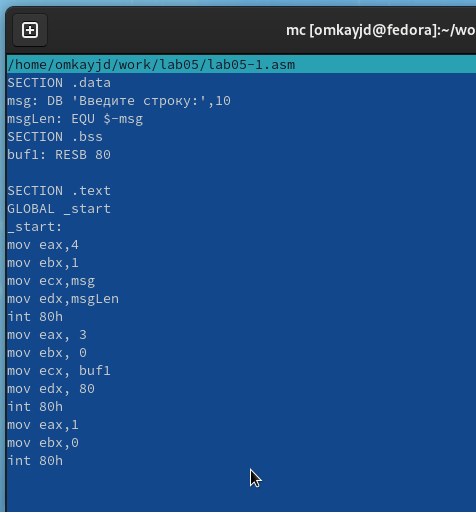 mc [omkayjd@fedora]:~/wo
/home/omkayjd/work/lab05/lab05-1.asm
SECTION .data
msg: DB 'Введите строку:',10
msgLen: EQU $-msg
SECTION .bss
buf1: RESB 80
SECTION .text
GLOBAL _start
_start:
mov eax,4
mov ebx,1
mov ecx,msg
mov edx,msgLen
int 80h
mov eax, 3
mov ebx, 0
mov ecx, buf1
mov edx, 80
int 80h
mov eax,1
mov ebx,0
int 80h